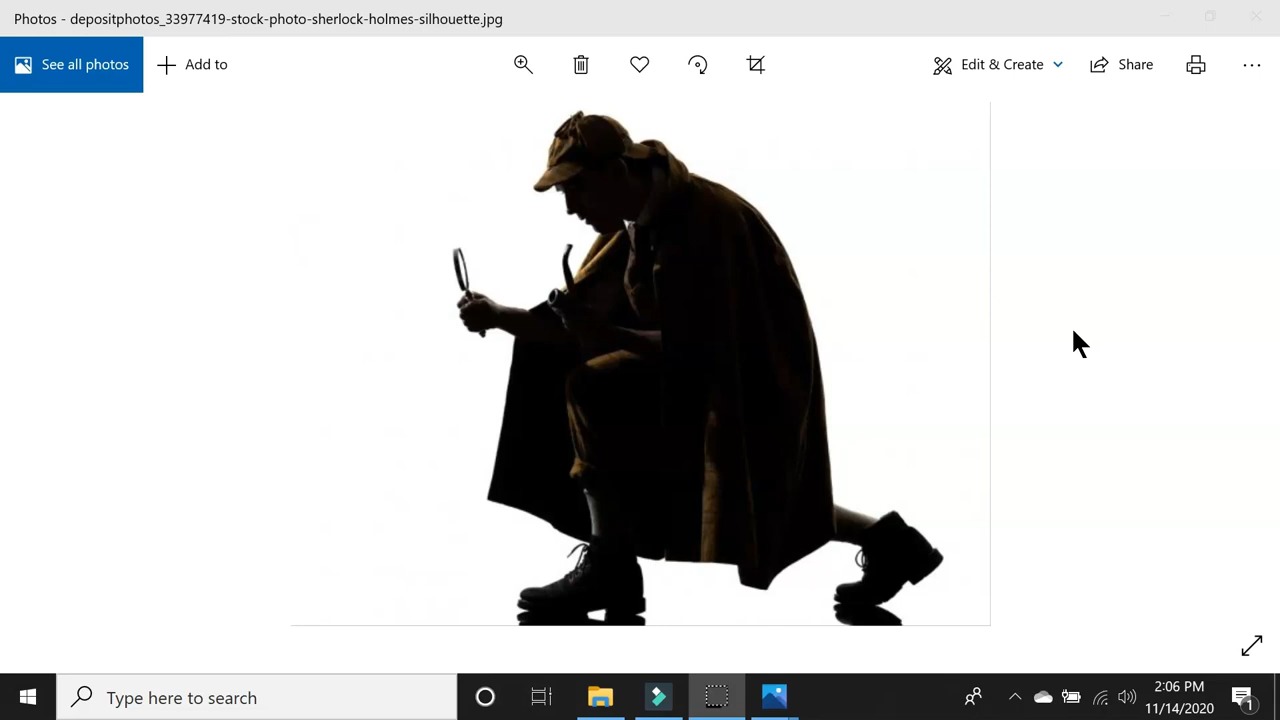 Photos - depositphotos_33977419-stock-photo-sherlock-holmes-silhouette.jpg
See all photos
Add to
Edit & Create
Share
Type here to search
2:06 PM
11/14/2020
1